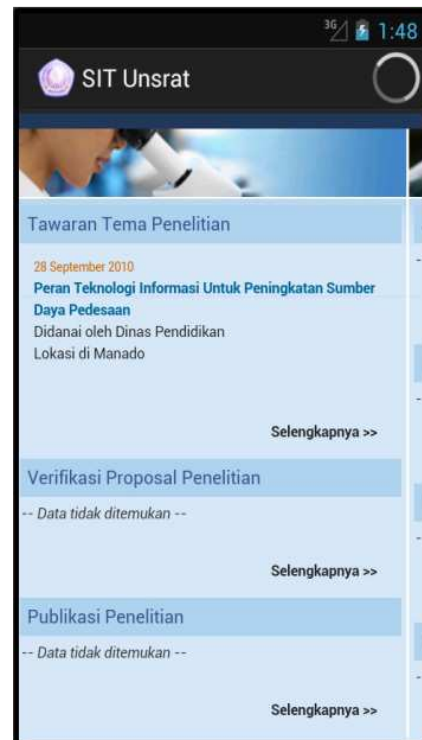 3G 1:48
SIT Unsrat
Tawaran Tema Penelitian
28 September 2010
Peran Teknologi Informasi Untuk Peningkatan Sumber
Daya Pedesaan
Didanai oleh Dinas Pendidikan
Lokasi di Manado
Selengkapnya >>
Verifikasi Proposal Penelitian
-- Data tidak ditemukan --
Selengkapnya >>
Publikasi Penelitian
-- Data tidak ditemukan --
Selengkapnya >>